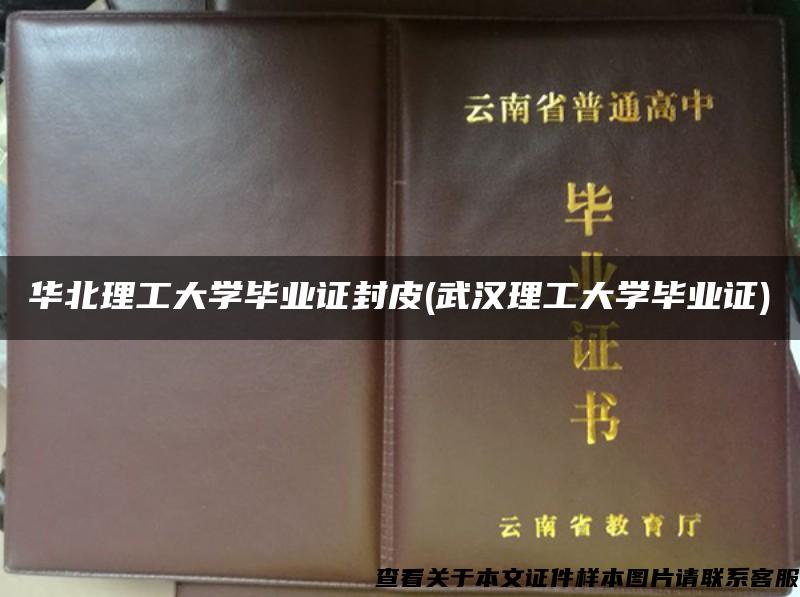 云南省普通高中
毕
业
证
书
华北理工大学毕业证封皮(武汉理工大学毕业证)
云南省教育厅
查看关于本文证件样本图片请联系客服